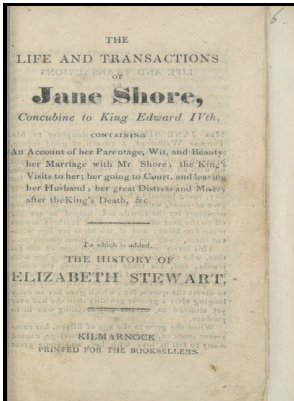 6.
THE
LIFE AND TRANSACTIONS
OF
Jane Shore,
Concubine to King Edward IVth,
CONTAINING
An Account of her Parentage, Wit, and Beauty
her Marriage with Mr Shore; the King's
Visits to her; her going to Court, and leaving
her Husband; her great Distress and Misery
after the King's Death, &c.
To which is added,
THE HISTORY OF
ELIZABETH STEWART,
KILMARNOCK
PRINTED FOR THE BOOKSELLERS.